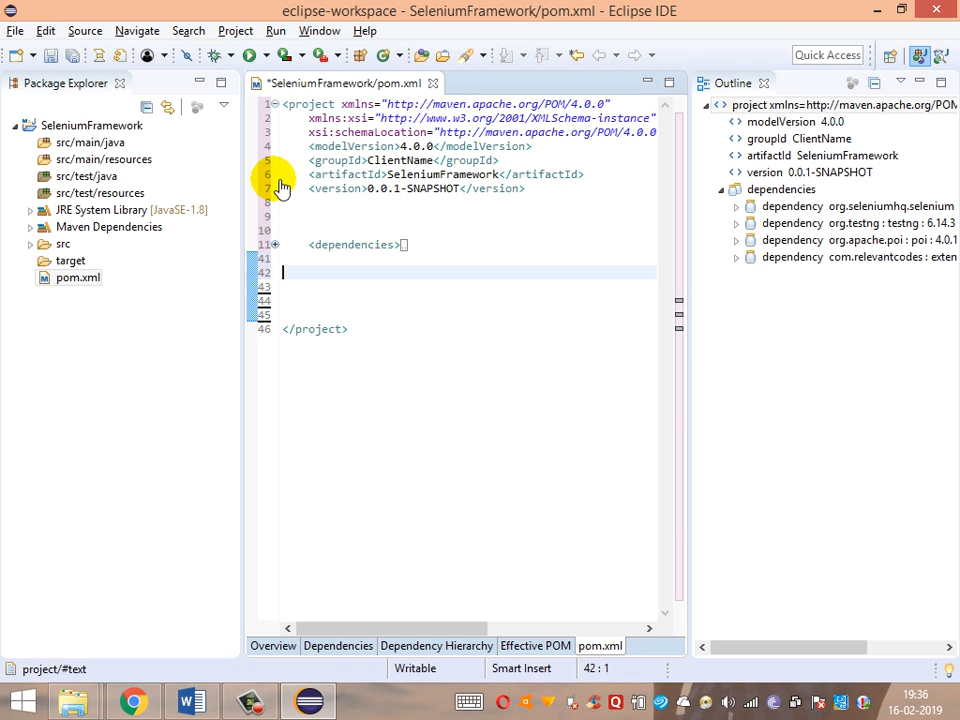 eclipse-workspace - SeleniumFramework/pom.xml - Eclipse IDE
File Edit Source Navigate Search Project Run Window Help
Quick Access
Package Explorer
SeleniumFramework
src/main/java
src/main/resources
src/test/java
src/test/resources
JRE System Library [JavaSE-1.8]
Maven Dependencies
src
target
pom.xml
*SeleniumFramework/pom.xml
1 <project xmlns="http://maven.apache.org/POM/4.0.0"
2 xmlns:xsi="http://www.w3.org/2001/XMLSchema-instance"
3 xsi:schemaLocation="http://maven.apache.org/POM/4.0.0
4 <modelVersion>4.0.0</modelVersion>
5 <groupId>ClientName</groupId>
6 <artifactId>SeleniumFramework</artifactId>
7 <version>0.0.1-SNAPSHOT</version>
8
9
10
11 <dependencies>
41
42
43
44
45
46 </project>
Overview Dependencies Dependency Hierarchy Effective POM pom.xml
Outline
project xmlns=http://maven.apache.org/POM
modelVersion 4.0.0
groupId ClientName
artifactId SeleniumFramework
version 0.0.1-SNAPSHOT
dependencies
dependency org.seleniumhq.selenium
dependency org.testng : testng : 6.14.3
dependency org.apache.poi : poi : 4.0.1
dependency com.relevantcodes : exten
project/#text
Writable
Smart Insert
42 : 1
19:36
16-02-2019